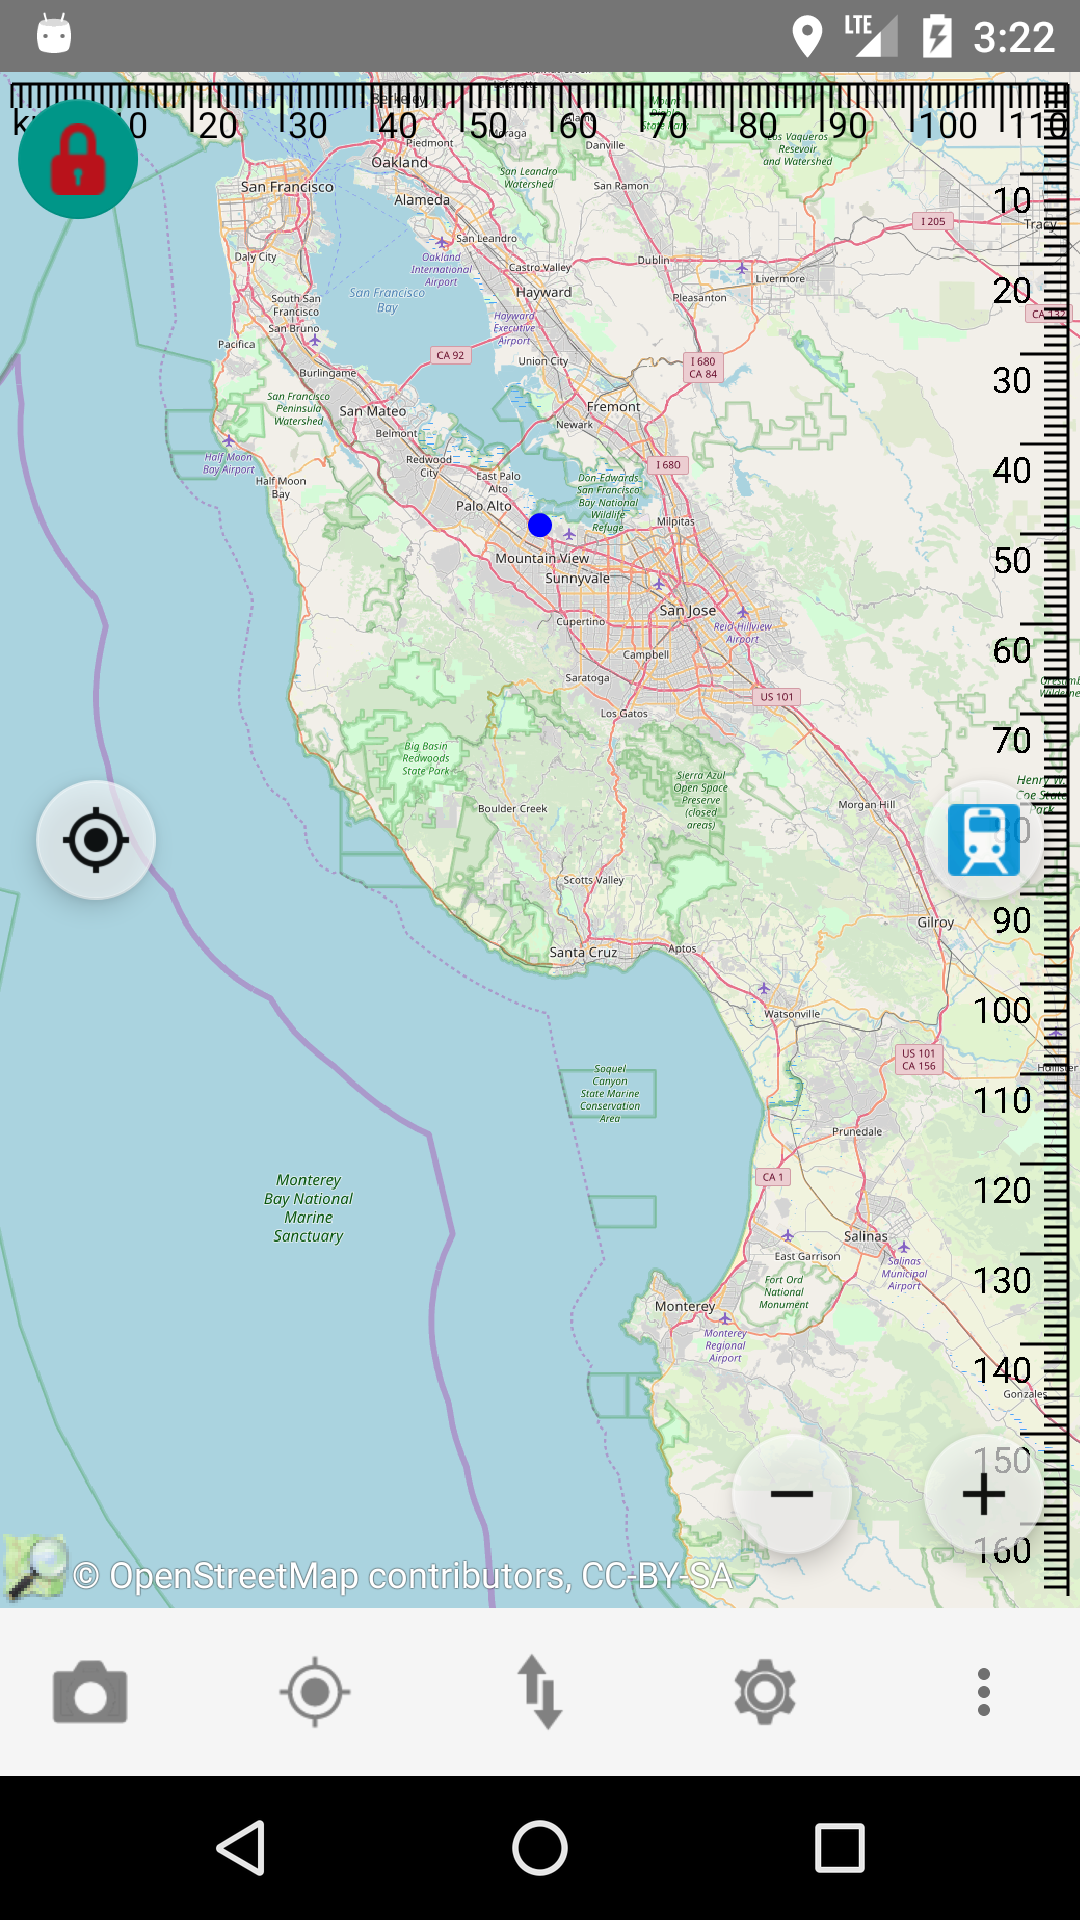 LTE 3:22
10 20 30 40 50 60 70 80 90 100 110
Berkeley
Moraga
Piedmont
Oakland
Danville
Los Vaqueros
Resevoir
and Watershed
San Leandro
Watershed
San Francisco
San Ramon
Alameda
I 205
Tracy
10
San Leandro
Daly City
Oakland
International
Airport
Castro Valley
Dublin
Livermore
San Francisco
Bay
Hayward
Pleasanton
20
South San
Francisco
San Bruno
Hayward
Executive
Airport
CA 132
Pacifica
CA 92
Union City
I 680
CA 84
Burlingame
30
San Francisco
Peninsula
Watershed
San Mateo
Fremont
Newark
Belmont
Half Moon
Bay Airport
Redwood
City
I 680
40
Half Moon
Bay
East Palo
Alto
Don Edwards
San Francisco
Bay National
Wildlife
Refuge
Palo Alto
Milpitas
Mountain View
50
Sunnyvale
San Jose
Cupertino
Reid-Hillview
Airport
Campbell
60
Saratoga
US 101
Los Gatos
70
Big Basin
Redwoods
State Park
Sierra Azul
Open Space
Preserve
(closed
areas)
Henry W.
Coe State
Park
Boulder Creek
Morgan Hill
80
Scotts Valley
90
Gilroy
Santa Cruz
Aptos
Watsonville
100
US 101
CA 156
Hollister
Soquel
Canyon
State Marine
Conservation
Area
110
Prunedale
CA 1
120
Monterey
Bay National
Marine
Sanctuary
Salinas
East Garrison
Salinas
Municipal
Airport
130
Fort Ord
National
Monument
Monterey
Monterey
Regional
Airport
140
Gonzales
150
160
© OpenStreetMap contributors, CC-BY-SA